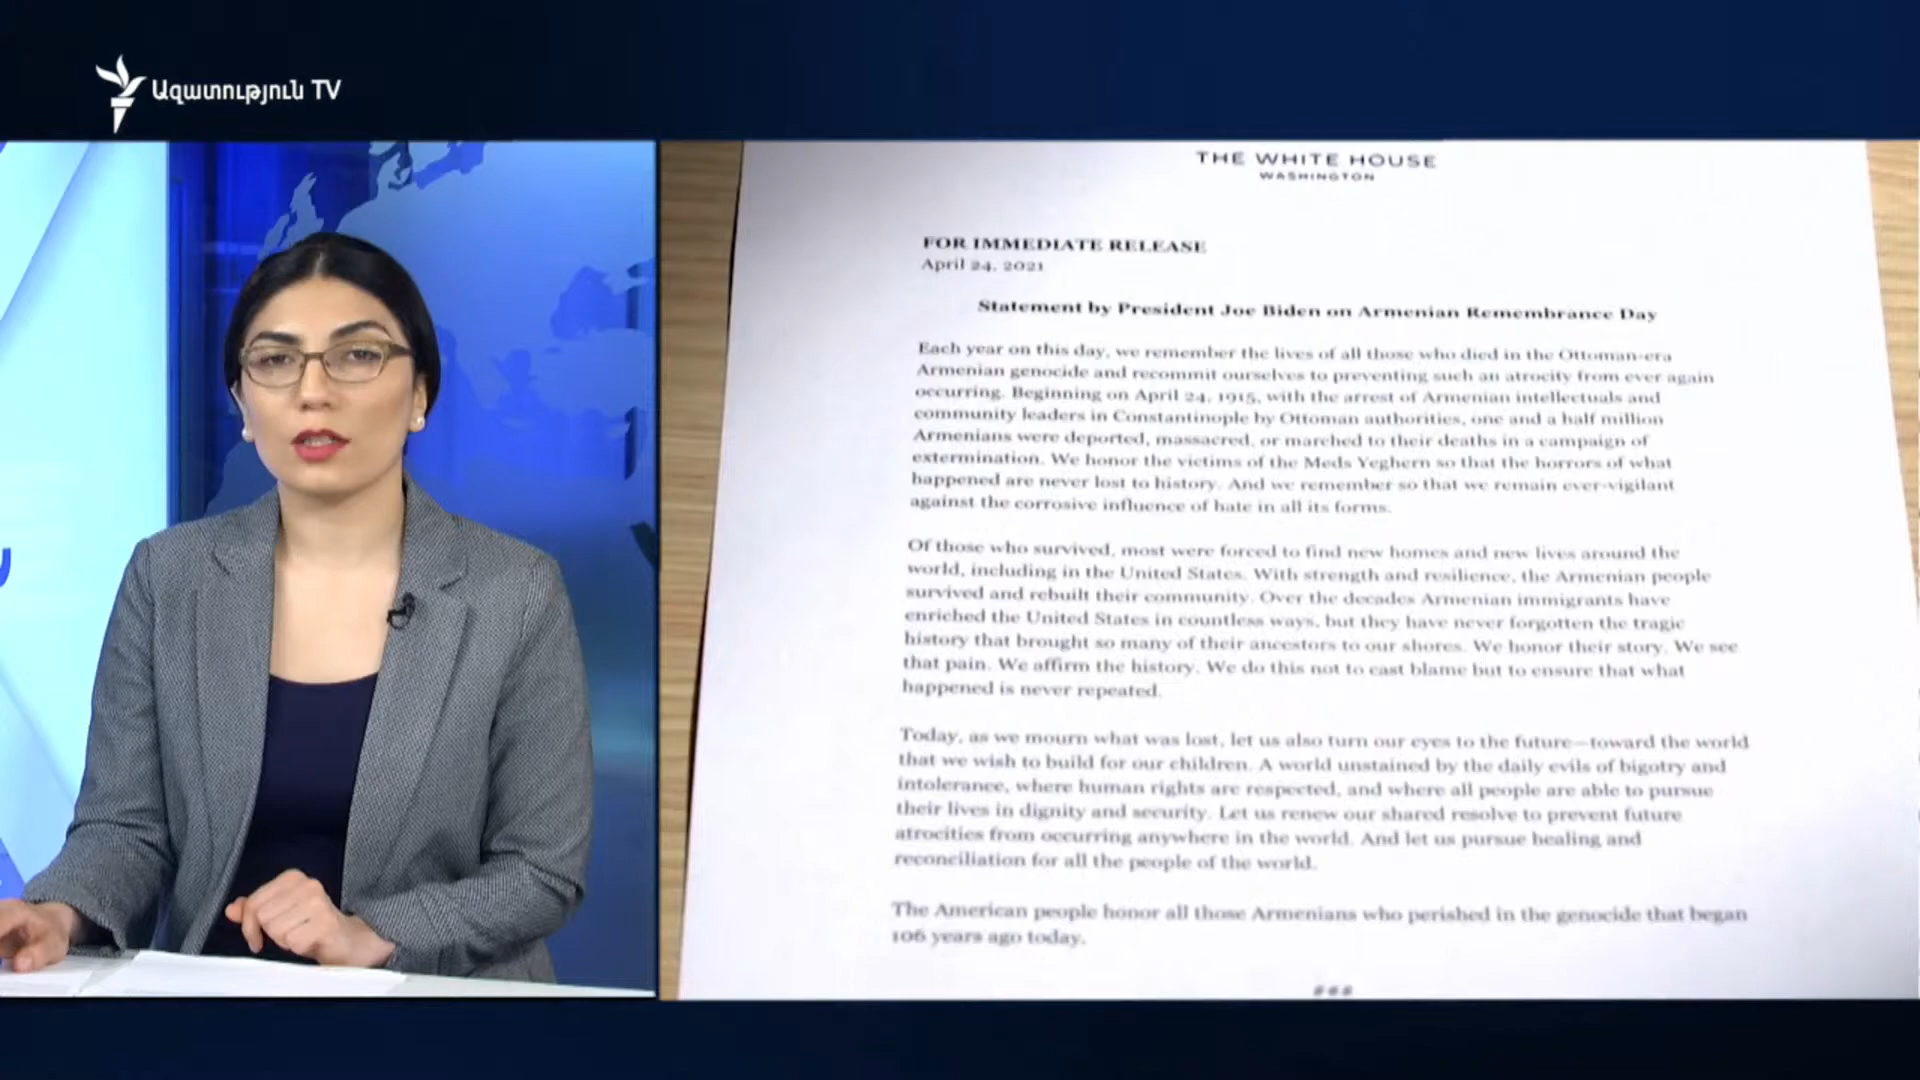 Ազատություն TV
THE WHITE HOUSE
WASHINGTON
FOR IMMEDIATE RELEASE
April 24, 2021
Statement by President Joe Biden on Armenian Remembrance Day
Each year on this day, we remember the lives of all those who died in the Ottoman-era
Armenian genocide and recommit ourselves to preventing such an atrocity from ever again
occurring. Beginning on April 24, 1915, with the arrest of Armenian intellectuals and
community leaders in Constantinople by Ottoman authorities, one and a half million
Armenians were deported, massacred, or marched to their deaths in a campaign of
extermination. We honor the victims of the Meds Yeghern so that the horrors of what
happened are never lost to history. And we remember so that we remain ever-vigilant
against the corrosive influence of hate in all its forms.
Of those who survived, most were forced to find new homes and new lives around the
world, including in the United States. With strength and resilience, the Armenian people
survived and rebuilt their community. Over the decades Armenian immigrants have
enriched the United States in countless ways, but they have never forgotten the tragic
history that brought so many of their ancestors to our shores. We honor their story. We see
that pain. We affirm the history. We do this not to cast blame but to ensure that what
happened is never repeated.
Today, as we mourn what was lost, let us also turn our eyes to the future—toward the world
that we wish to build for our children. A world unstained by the daily evils of bigotry and
intolerance, where human rights are respected, and where all people are able to pursue
their lives in dignity and security. Let us renew our shared resolve to prevent future
atrocities from occurring anywhere in the world. And let us pursue healing and
reconciliation for all the people of the world.
The American people honor all those Armenians who perished in the genocide that began
106 years ago today.
###